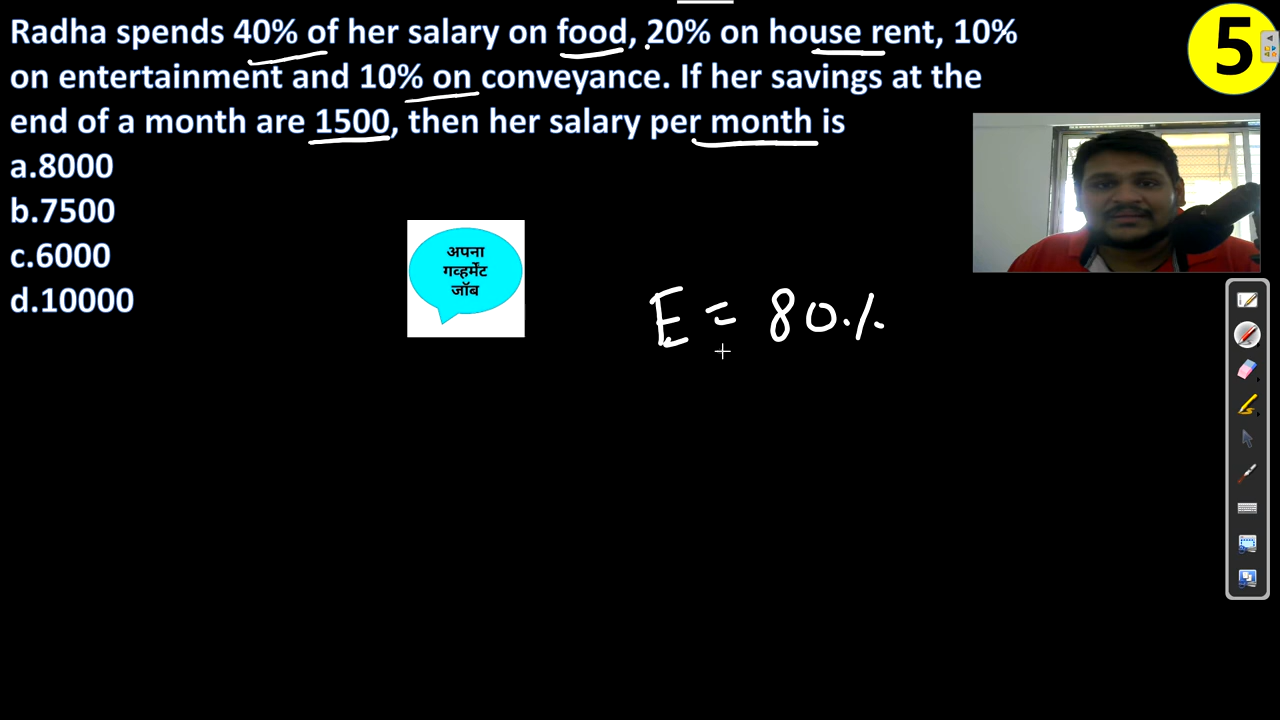 Radha spends 40% of her salary on food, 20% on house rent, 10%
on entertainment and 10% on conveyance. If her savings at the
end of a month are 1500, then her salary per month is
a.8000
b.7500
c.6000
d.10000
5
अपना
गव्हर्मेंट
जॉब
E = 80%